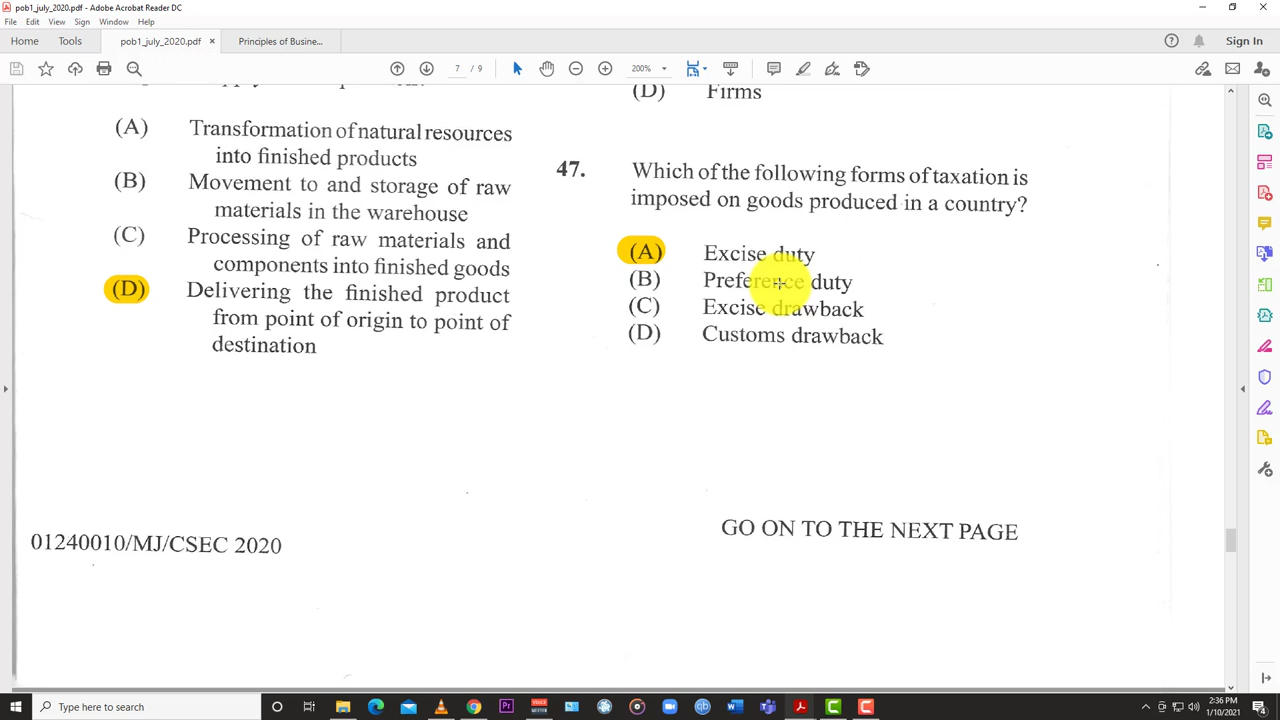 pob1_july_2020.pdf - Adobe Acrobat Reader DC
File Edit View Sign Window Help
Home Tools pob1_july_2020.pdf × Principles of Busine... Sign In
7 / 9 200%
(A) Transformation of natural resources
into finished products
(B) Movement to and storage of raw
materials in the warehouse
(C) Processing of raw materials and
components into finished goods
(D) Delivering the finished product
from point of origin to point of
destination
01240010/MJ/CSEC 2020
(D) Firms
47. Which of the following forms of taxation is
imposed on goods produced in a country?
(A) Excise duty
(B) Preference duty
(C) Excise drawback
(D) Customs drawback
GO ON TO THE NEXT PAGE
Type here to search
2:36 PM
1/10/2021